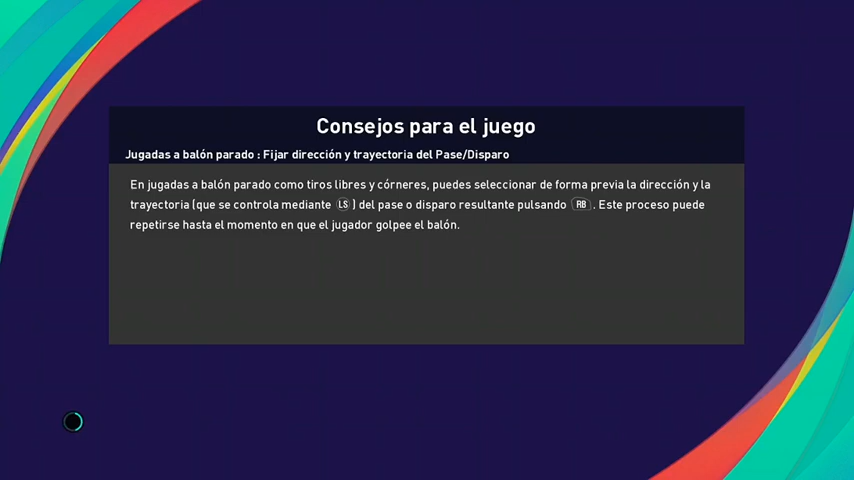 Consejos para el juego
Jugadas a balón parado : Fijar dirección y trayectoria del Pase/Disparo
En jugadas a balón parado como tiros libres y córneres, puedes seleccionar de forma previa la dirección y la
trayectoria (que se controla mediante LS ) del pase o disparo resultante pulsando RB . Este proceso puede
repetirse hasta el momento en que el jugador golpee el balón.